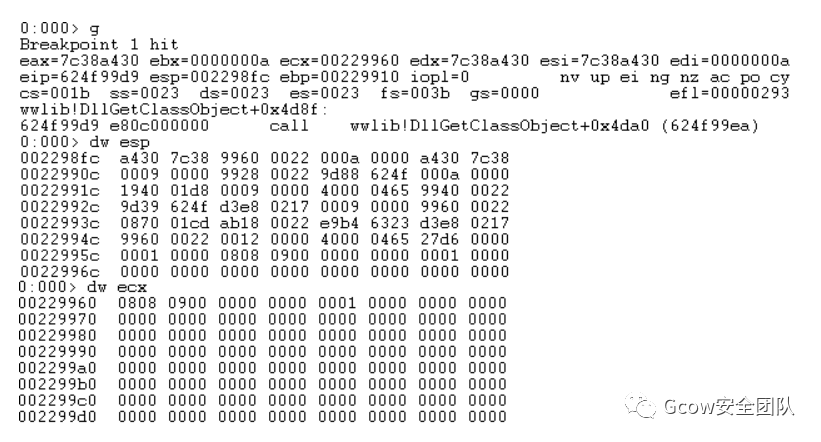 0:000> g
Breakpoint 1 hit
eax=7c38a430 ebx=0000000a ecx=00229960 edx=7c38a430 esi=7c38a430 edi=0000000a
eip=624f99d9 esp=002298fc ebp=00229910 iopl=0 nv up ei ng nz ac po cy
cs=001b ss=0023 ds=0023 es=0023 fs=003b gs=0000 efl=00000293
wwlib!DllGetClassObject+0x4d8f:
624f99d9 e80c000000 call wwlib!DllGetClassObject+0x4da0 (624f99ea)
0:000> dw esp
002298fc a430 7c38 9960 0022 000a 0000 a430 7c38
0022990c 0009 0000 9928 0022 9d88 624f 000a 0000
0022991c 1940 01d8 0009 0000 4000 0465 9940 0022
0022992c 9d39 624f d3e8 0217 0009 0000 9960 0022
0022993c 0870 01cd ab18 0022 e9b4 6323 d3e8 0217
0022994c 9960 0022 0012 0000 4000 0465 27d6 0000
0022995c 0001 0000 0808 0900 0000 0000 0001 0000
0022996c 0000 0000 0000 0000 0000 0000 0000 0000
0:000> dw ecx
00229960 0808 0900 0000 0000 0001 0000 0000 0000
00229970 0000 0000 0000 0000 0000 0000 0000 0000
00229980 0000 0000 0000 0000 0000 0000 0000 0000
00229990 0000 0000 0000 0000 0000 0000 0000 0000
002299a0 0000 0000 0000 0000 0000 0000 0000 0000
002299b0 0000 0000 0000 0000 0000 0000 0000 0000
002299c0 0000 0000 0000 0000 0000 0000 0000 0000
002299d0 0000 0000 0000 0000 0000 0000 0000 0000
Gcow安全团队